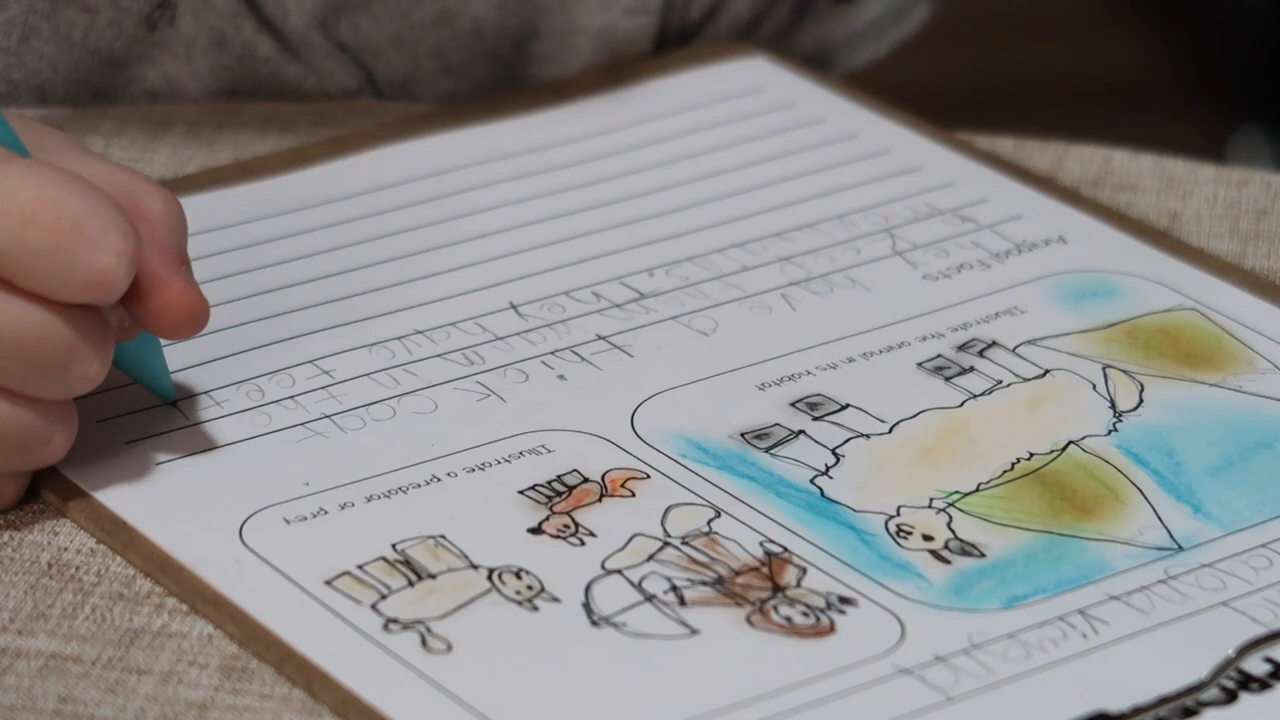 vicugna
Illustrate the animal in its habitat
Illustrate a predator or prey
Animal Facts:
They have a thick coat
to keep them warm in the
mountains. They have feet